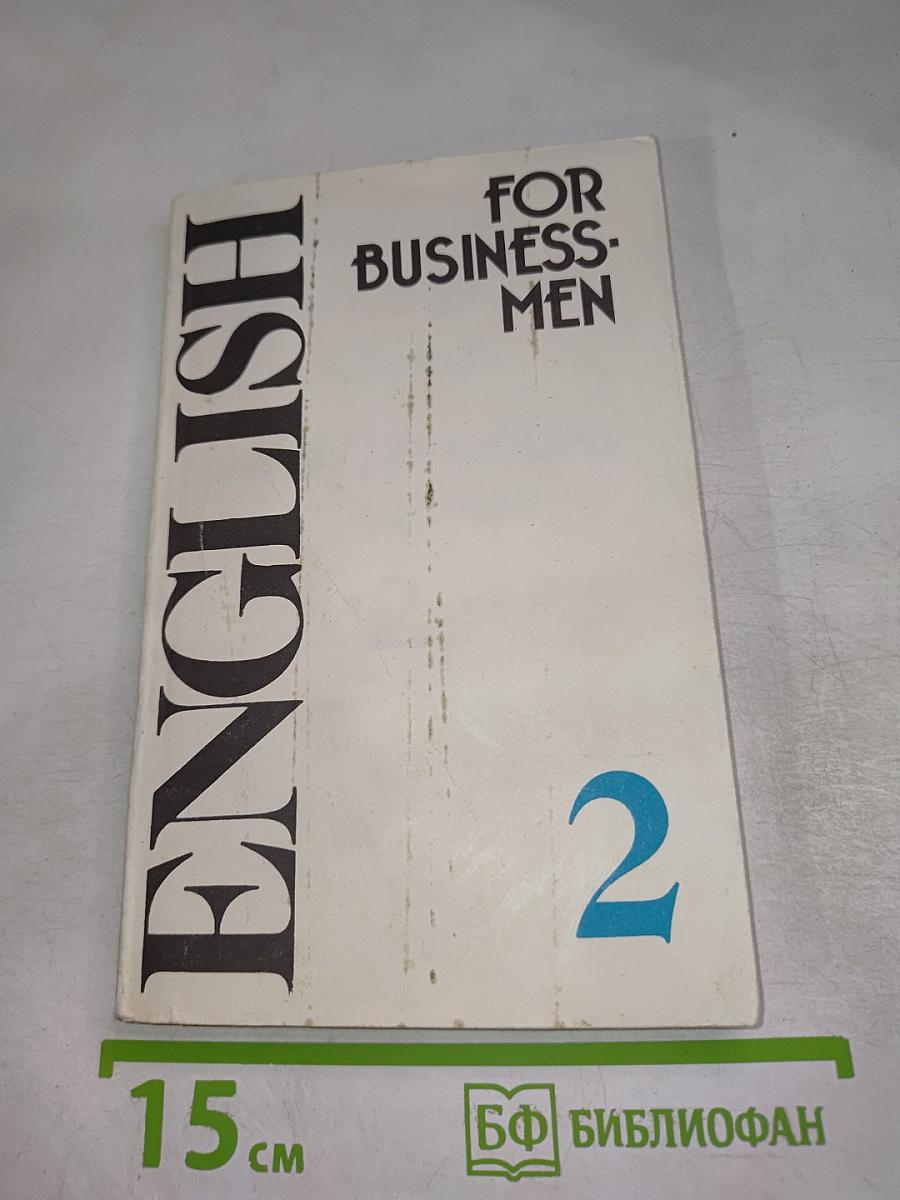 ENGLISH
FOR
BUSINESS-
MEN
2
15 см
БФ БИБЛИОФАН